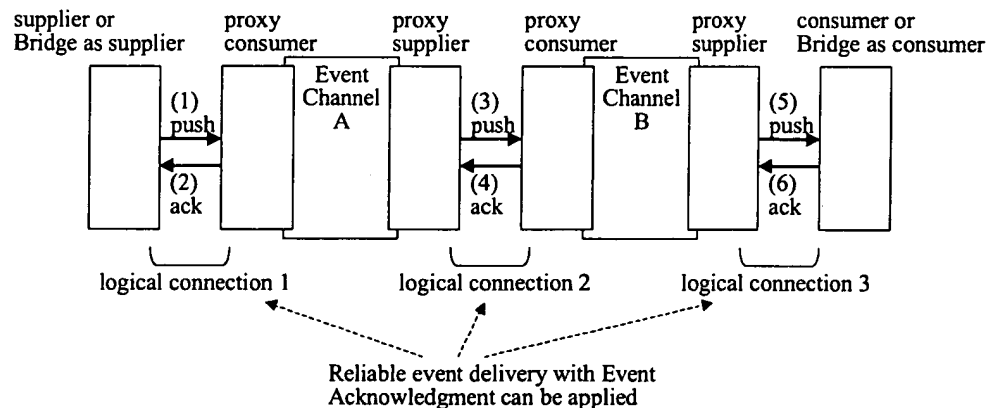 supplier or
Bridge as supplier
proxy
consumer
proxy
supplier
proxy
consumer
proxy
supplier
consumer or
Bridge as consumer
Event
Channel
A
Event
Channel
B
(1)
push
(2)
ack
(3)
push
(4)
ack
(5)
push
(6)
ack
logical connection 1
logical connection 2
logical connection 3
Reliable event delivery with Event
Acknowledgment can be applied